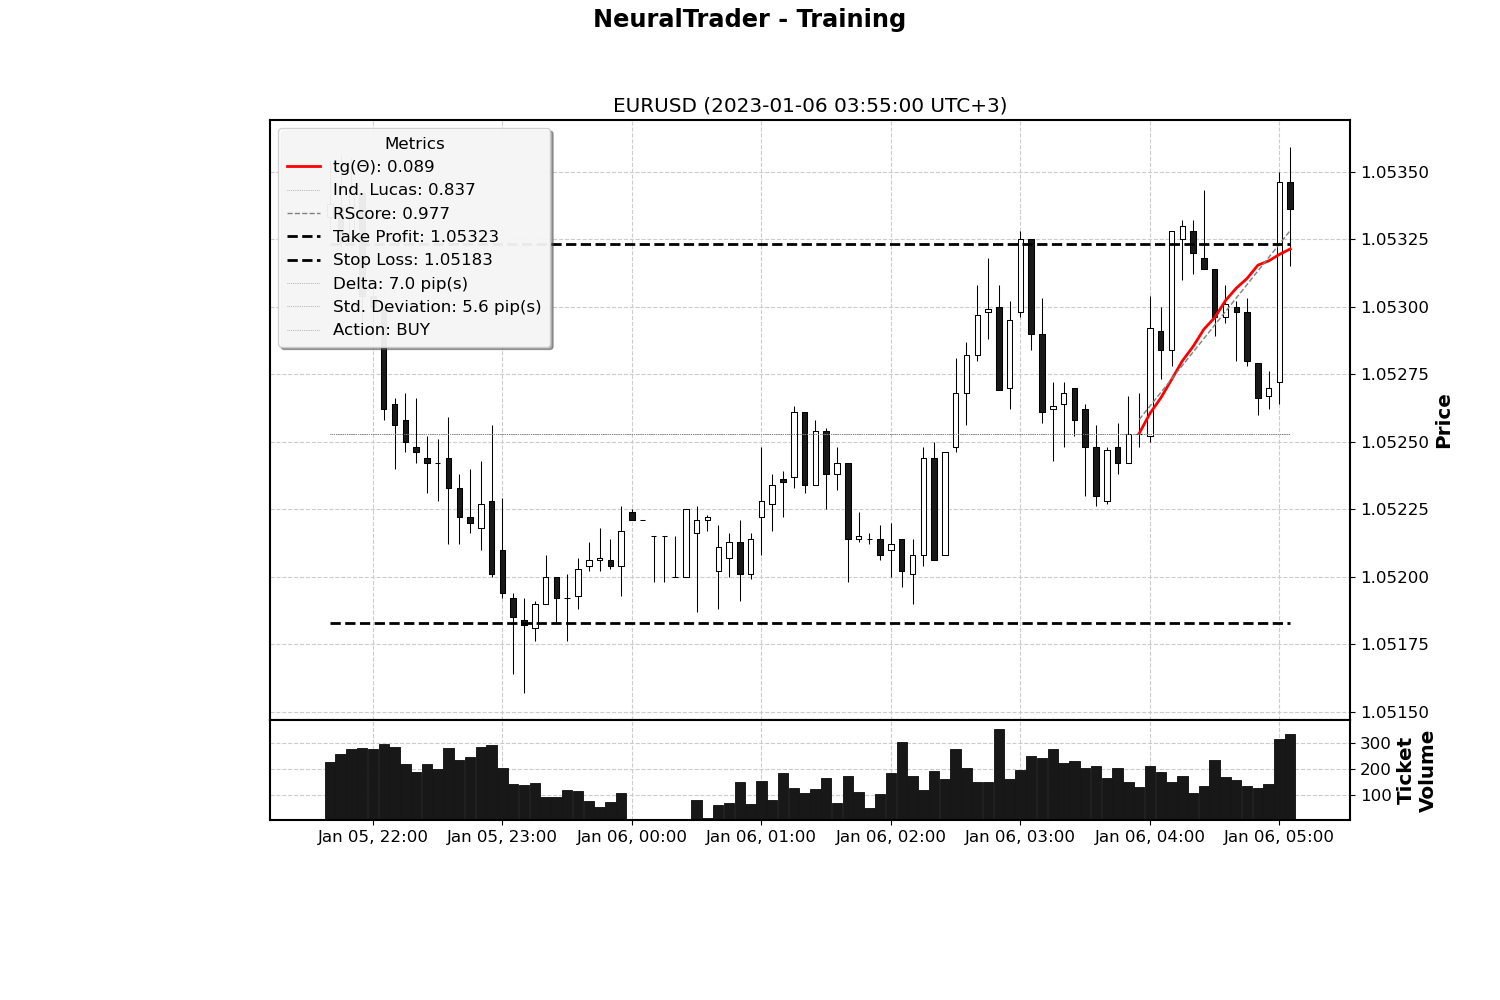 NeuralTrader - Training
EURUSD (2023-01-06 03:55:00 UTC+3)
Metrics
tg(Θ): 0.089
Ind. Lucas: 0.837
RScore: 0.977
Take Profit: 1.05323
Stop Loss: 1.05183
Delta: 7.0 pip(s)
Std. Deviation: 5.6 pip(s)
Action: BUY
1.05350
1.05325
1.05300
1.05275
1.05250
1.05225
1.05200
1.05175
1.05150
Price
300
200
100
Ticket
Volume
Jan 05, 22:00
Jan 05, 23:00
Jan 06, 00:00
Jan 06, 01:00
Jan 06, 02:00
Jan 06, 03:00
Jan 06, 04:00
Jan 06, 05:00